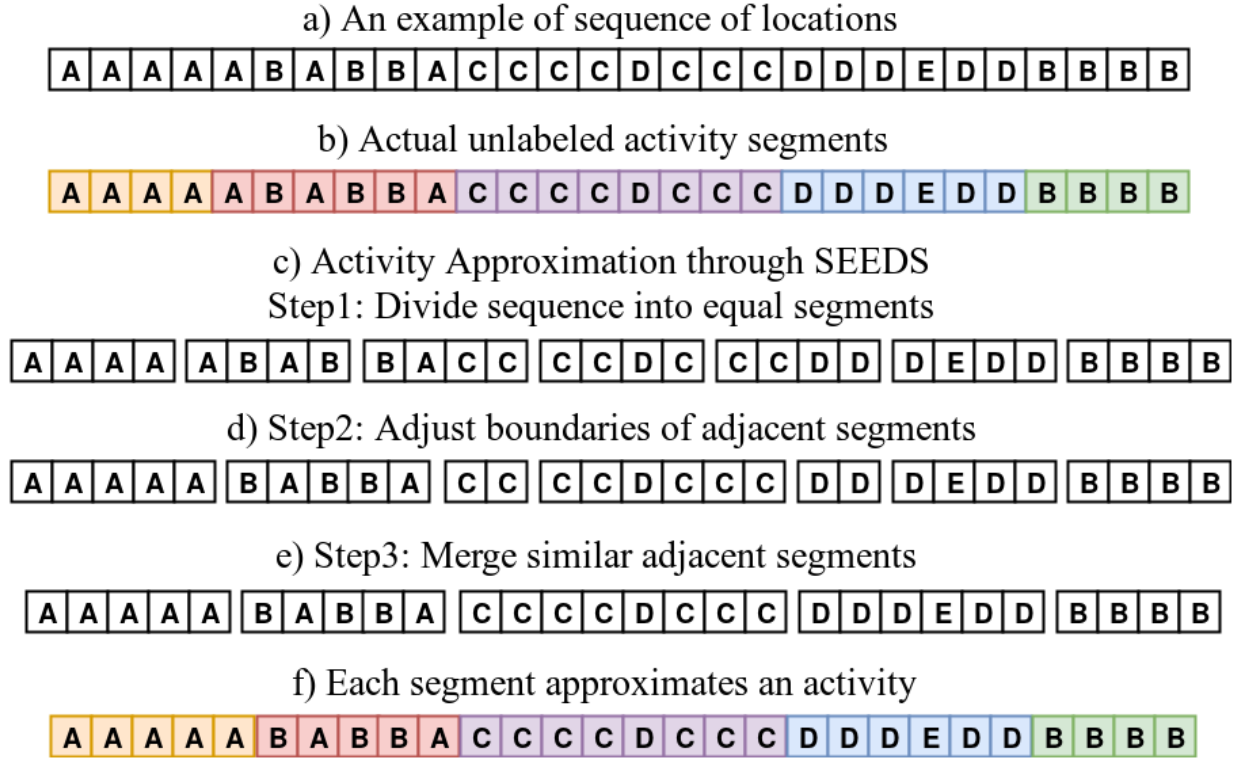 a) An example of sequence of locations
A A A A A B A B B A C C C C D C C C D D D E D D B B B B
b) Actual unlabeled activity segments
A A A A A B A B B A C C C C D C C C D D D E D D B B B B
c) Activity Approximation through SEEDS
Step1: Divide sequence into equal segments
A A A A A B A B B A C C C C D C C C D D D E D D B B B B
d) Step2: Adjust boundaries of adjacent segments
A A A A A B A B B A C C C C D C C C D D D E D D B B B B
e) Step3: Merge similar adjacent segments
A A A A A B A B B A C C C C D C C C D D D E D D B B B B
f) Each segment approximates an activity
A A A A A B A B B A C C C C D C C C D D D E D D B B B B